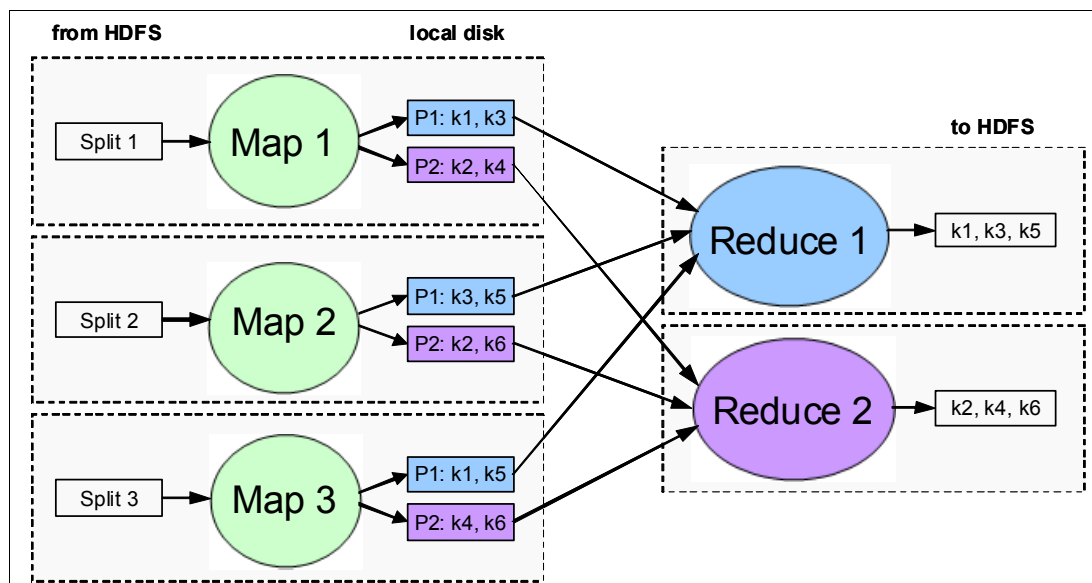 from HDFS
local disk
Split 1
Map 1
P1: k1, k3
P2: k2, k4
Split 2
Map 2
P1: k3, k5
P2: k2, k6
Split 3
Map 3
P1: k1, k5
P2: k4, k6
to HDFS
Reduce 1
k1, k3, k5
Reduce 2
k2, k4, k6